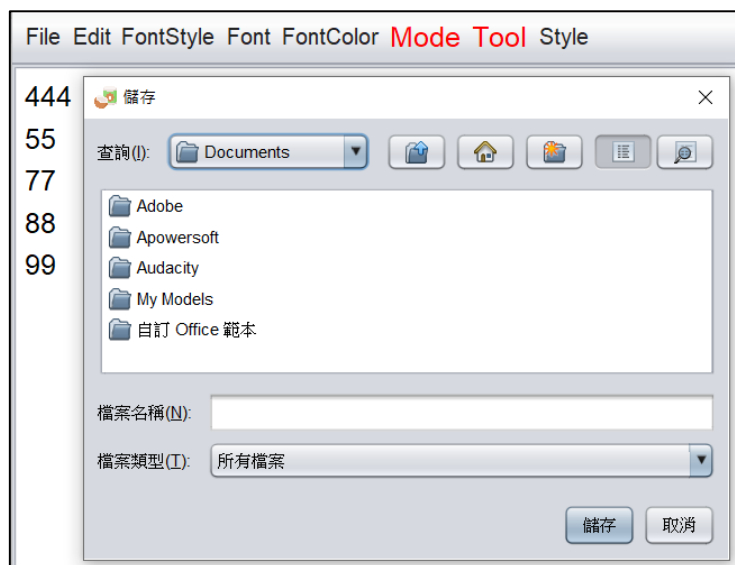 File Edit FontStyle Font FontColor Mode Tool Style
444
55
77
88
99
儲存
查詢(I): Documents
Adobe
Apowersoft
Audacity
My Models
自訂 Office 範本
檔案名稱(N):
檔案類型(T): 所有檔案
儲存 取消